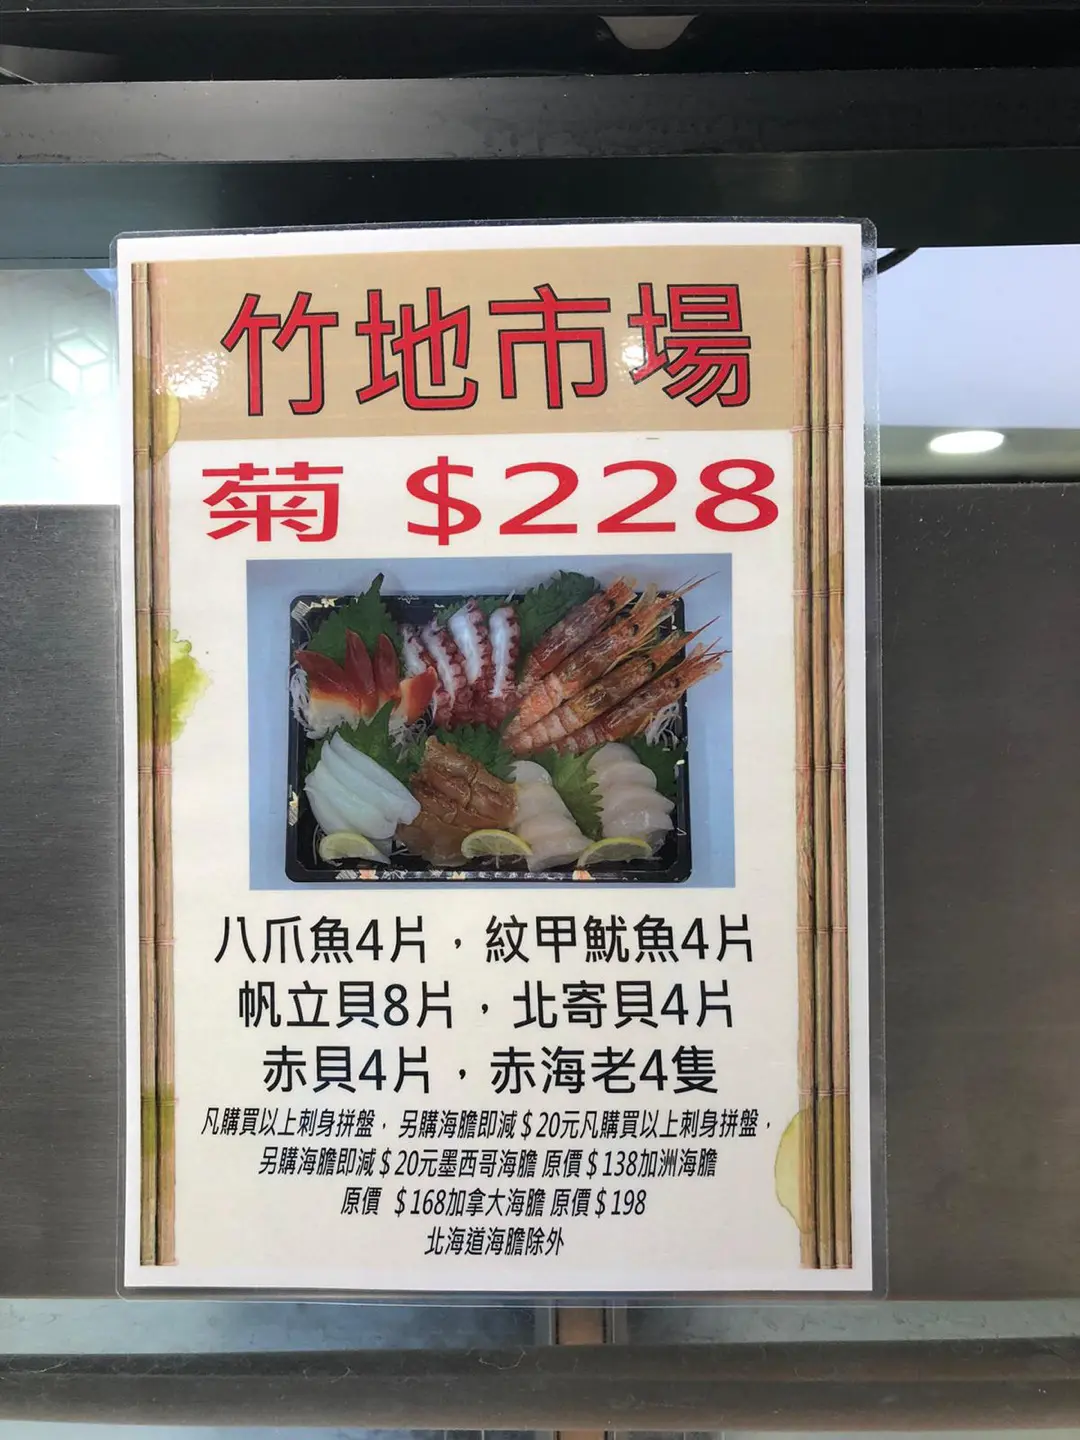 竹地市場
菊 $228
八爪魚4片，紋甲魷魚4片
帆立貝8片，北寄貝4片
赤貝4片，赤海老4隻
凡購買以上刺身拼盤，另購海膽即減＄20元凡購買以上刺身拼盤，
另購海膽即減＄20元墨西哥海膽 原價＄138加洲海膽
原價 ＄168加拿大海膽 原價＄198
北海道海膽除外